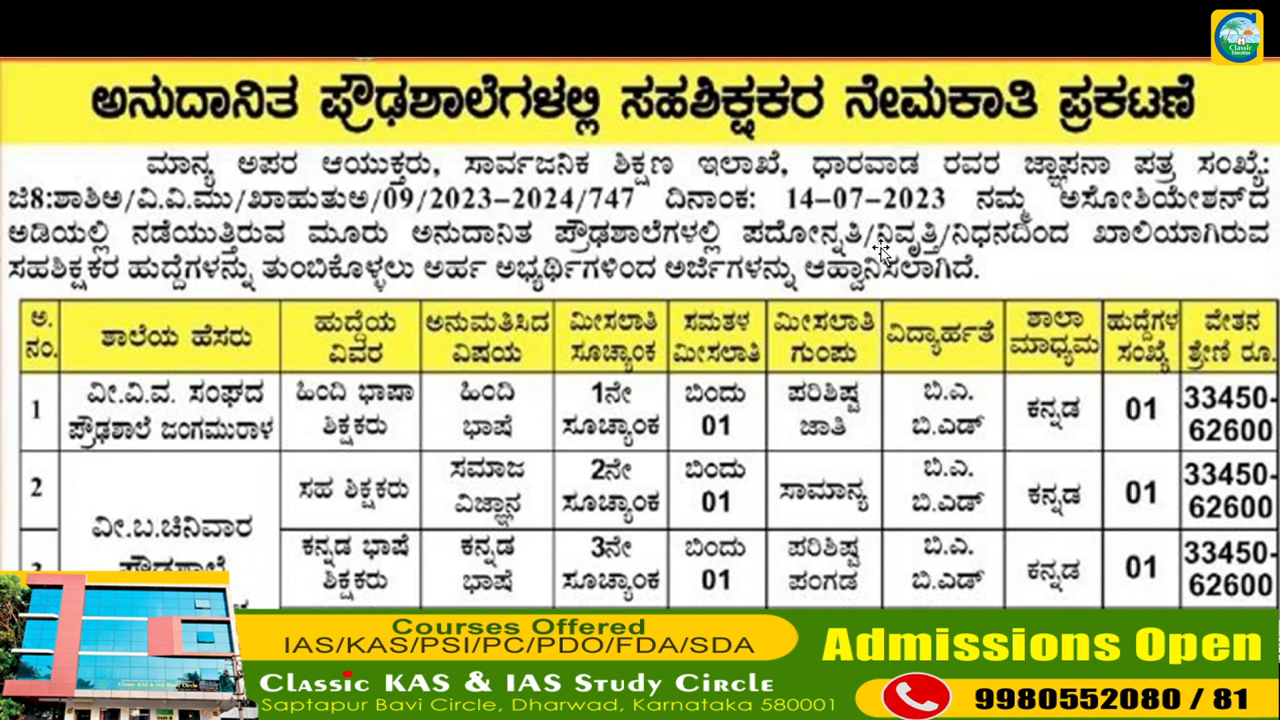 Classic
Education
ಅನುದಾನಿತ ಪ್ರೌಢಶಾಲೆಗಳಲ್ಲಿ ಸಹಶಿಕ್ಷಕರ ನೇಮಕಾತಿ ಪ್ರಕಟಣೆ
ಮಾನ್ಯ ಅಪರ ಆಯುಕ್ತರು, ಸಾರ್ವಜನಿಕ ಶಿಕ್ಷಣ ಇಲಾಖೆ, ಧಾರವಾಡ ರವರ ಜ್ಞಾಪನಾ ಪತ್ರ ಸಂಖ್ಯೆ:
ಜಿ8:ಶಾಶಿಅ/ವಿ.ವಿ.ಮು/ಖಾಹುತುಅ/09/2023-2024/747 ದಿನಾಂಕ: 14-07-2023 ನಮ್ಮ ಅಸೋಶಿಯೇಶನ್‌ದ
ಅಡಿಯಲ್ಲಿ ನಡೆಯುತ್ತಿರುವ ಮೂರು ಅನುದಾನಿತ ಪ್ರೌಢಶಾಲೆಗಳಲ್ಲಿ ಪದೋನ್ನತಿ/ನಿವೃತ್ತಿ/ನಿಧನದಿಂದ ಖಾಲಿಯಾಗಿರುವ
ಸಹಶಿಕ್ಷಕರ ಹುದ್ದೆಗಳನ್ನು ತುಂಬಿಕೊಳ್ಳಲು ಅರ್ಹ ಅಭ್ಯರ್ಥಿಗಳಿಂದ ಅರ್ಜಿಗಳನ್ನು ಆಹ್ವಾನಿಸಲಾಗಿದೆ.
ಅ. ನಂ. ಶಾಲೆಯ ಹೆಸರು ಹುದ್ದೆಯ ವಿವರ ಅನುಮತಿಸಿದ ವಿಷಯ ಮೀಸಲಾತಿ ಸೂಚ್ಯಾಂಕ ಸಮತಳ ಮೀಸಲಾತಿ ಮೀಸಲಾತಿ ಗುಂಪು ವಿದ್ಯಾರ್ಹತೆ ಶಾಲಾ ಮಾಧ್ಯಮ ಹುದ್ದೆಗಳ ಸಂಖ್ಯೆ ವೇತನ ಶ್ರೇಣಿ ರೂ.
1 ವೀ.ವಿ.ವ. ಸಂಘದ ಪ್ರೌಢಶಾಲೆ ಜಂಗಮುರಾಳ ಹಿಂದಿ ಭಾಷಾ ಶಿಕ್ಷಕರು ಹಿಂದಿ ಭಾಷೆ 1ನೇ ಸೂಚ್ಯಾಂಕ ಬಿಂದು 01 ಪರಿಶಿಷ್ಟ ಜಾತಿ ಬಿ.ಎ. ಬಿ.ಎಡ್ ಕನ್ನಡ 01 33450-62600
2 ವೀ.ಬ.ಚಿನಿವಾರ ಸಹ ಶಿಕ್ಷಕರು ಸಮಾಜ ವಿಜ್ಞಾನ 2ನೇ ಸೂಚ್ಯಾಂಕ ಬಿಂದು 01 ಸಾಮಾನ್ಯ ಬಿ.ಎ. ಬಿ.ಎಡ್ ಕನ್ನಡ 01 33450-62600
ಕನ್ನಡ ಭಾಷೆ ಶಿಕ್ಷಕರು ಕನ್ನಡ ಭಾಷೆ 3ನೇ ಸೂಚ್ಯಾಂಕ ಬಿಂದು 01 ಪರಿಶಿಷ್ಟ ಪಂಗಡ ಬಿ.ಎ. ಬಿ.ಎಡ್ ಕನ್ನಡ 01 33450-62600
Courses Offered
IAS/KAS/PSI/PC/PDO/FDA/SDA
Classic KAS & IAS Study Circle
Saptapur Bavi Circle, Dharwad, Karnataka 580001
Admissions Open
9980552080 / 81